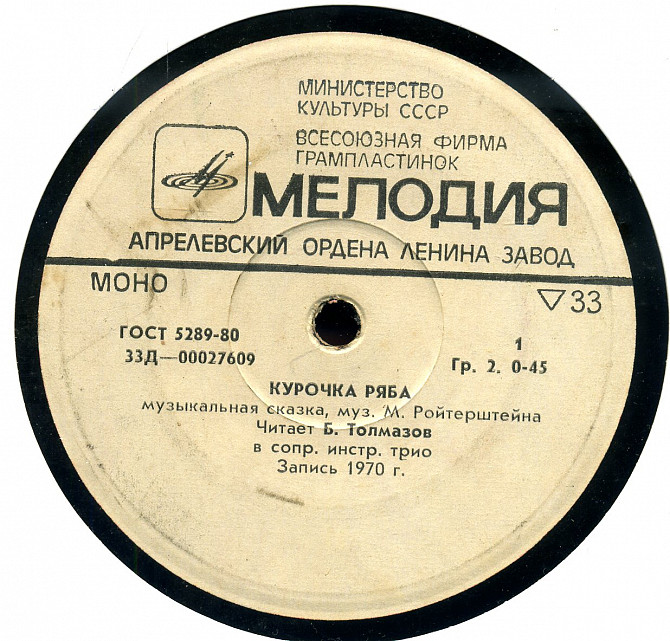 МИНИСТЕРСТВО
КУЛЬТУРЫ СССР
ВСЕСОЮЗНАЯ ФИРМА
ГРАМПЛАСТИНОК
МЕЛОДИЯ
АПРЕЛЕВСКИЙ ОРДЕНА ЛЕНИНА ЗАВОД
МОНО
▽33
ГОСТ 5289-80
33Д—00027609
1
Гр. 2. 0-45
КУРОЧКА РЯБА
музыкальная сказка, муз. М. Ройтерштейна
Читает Б. Толмазов
в сопр. инстр. трио
Запись 1970 г.